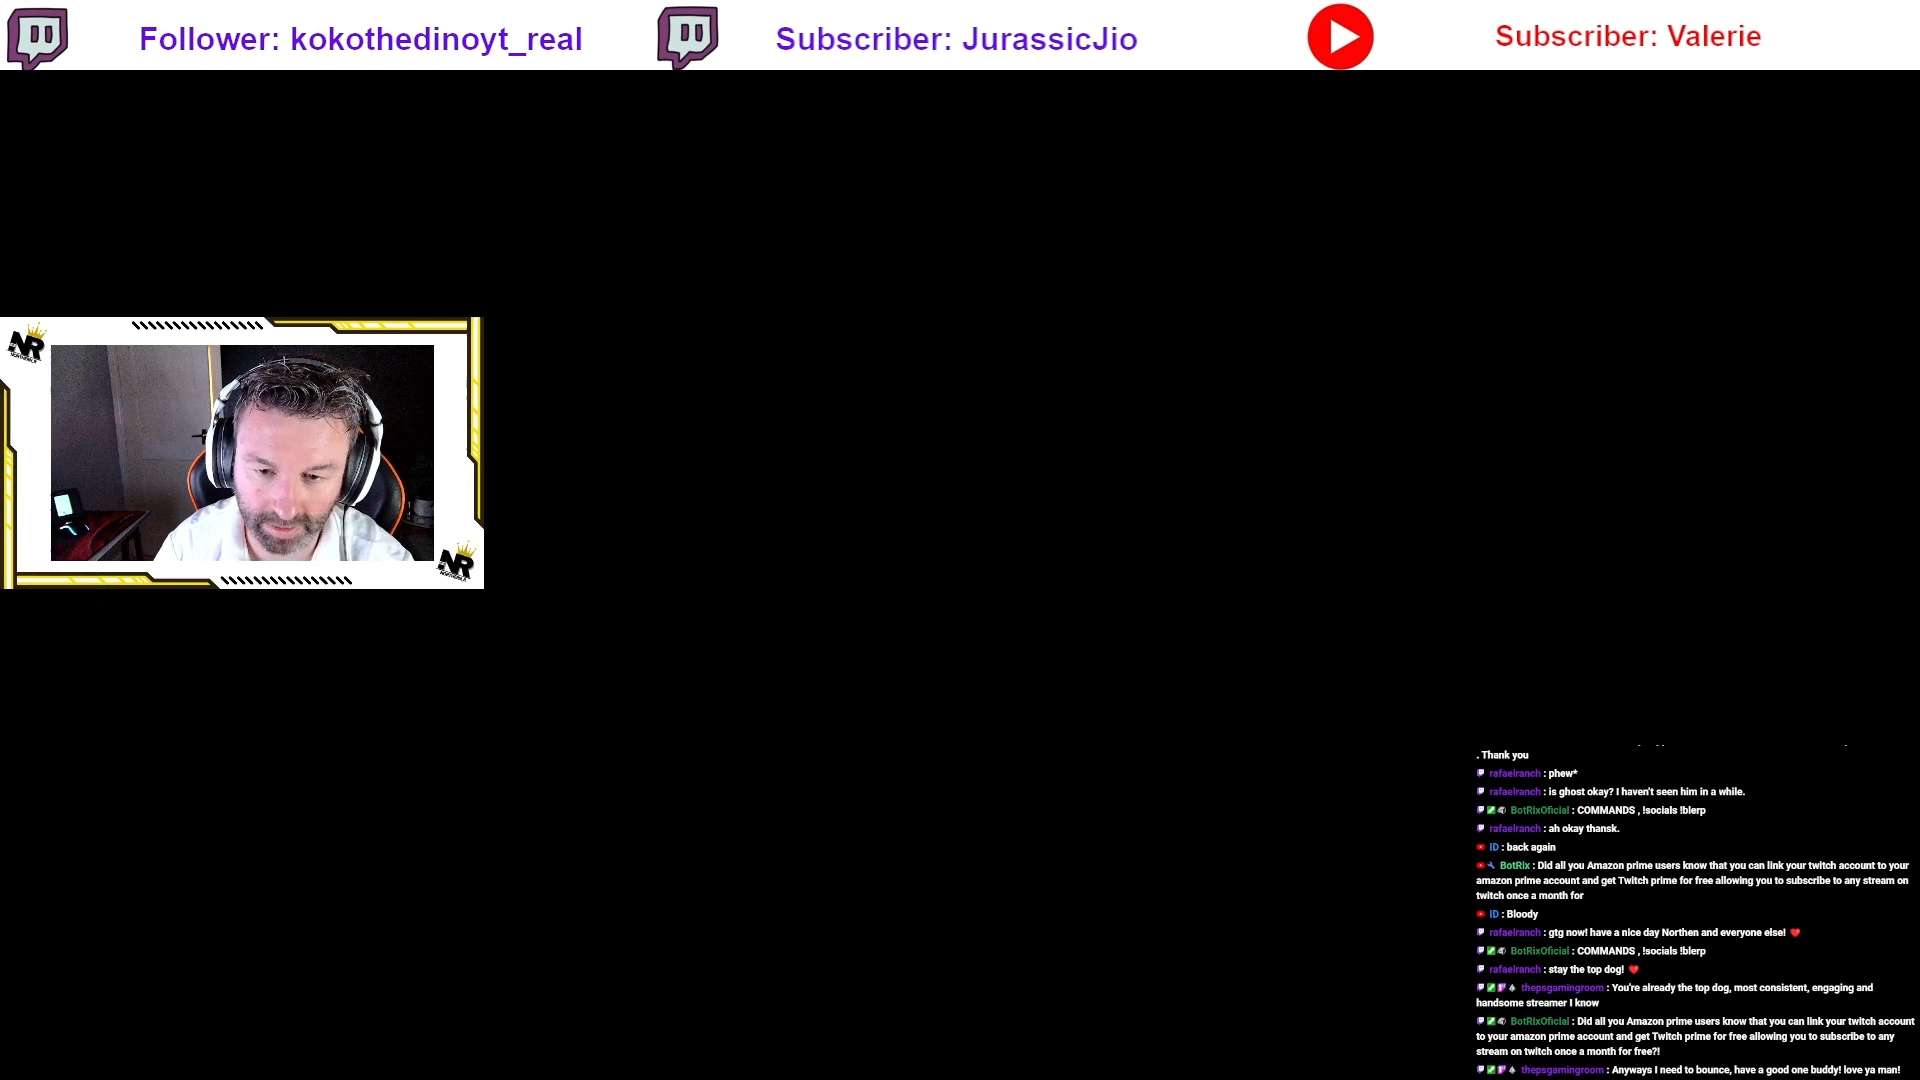 Follower: kokothedinoyt_real
Subscriber: JurassicJio
Subscriber: Valerie
NR
NR
. Thank you
rafaelranch : phew*
rafaelranch : is ghost okay? I haven't seen him in a while.
BotRixOficial : COMMANDS , !socials !blerp
rafaelranch : ah okay thansk.
ID : back again
BotRix : Did all you Amazon prime users know that you can link your twitch account to your
amazon prime account and get Twitch prime for free allowing you to subscribe to any stream on
twitch once a month for
ID : Bloody
rafaelranch : gtg now! have a nice day Northen and everyone else!
BotRixOficial : COMMANDS , !socials !blerp
rafaelranch : stay the top dog!
thepsgamingroom : You're already the top dog, most consistent, engaging and
handsome streamer I know
BotRixOficial : Did all you Amazon prime users know that you can link your twitch account
to your amazon prime account and get Twitch prime for free allowing you to subscribe to any
stream on twitch once a month for free?!
thepsgamingroom : Anyways I need to bounce, have a good one buddy! love ya man!